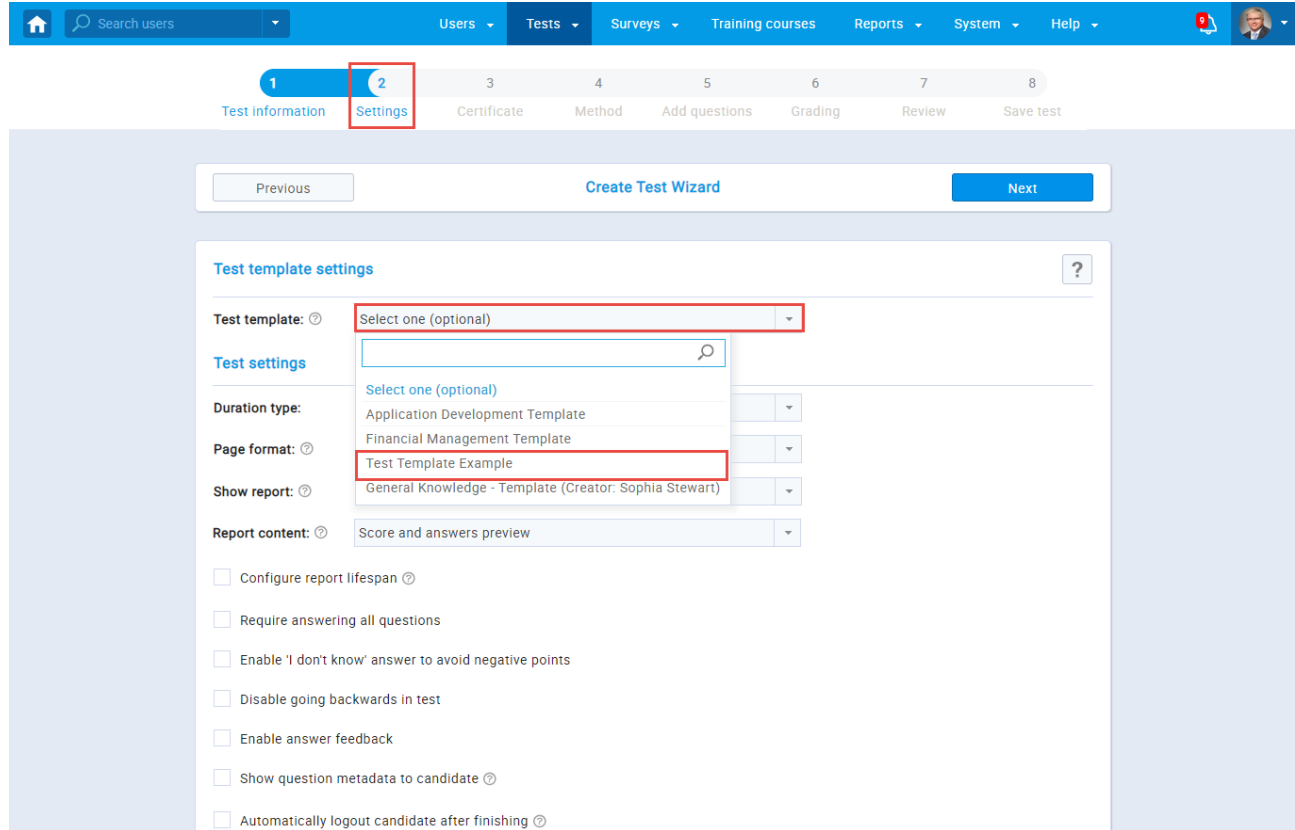 Search users
Users Tests Surveys Training courses Reports System Help 9
1 2 3 4 5 6 7 8
Test information Settings Certificate Method Add questions Grading Review Save test
Previous Create Test Wizard Next
Test template settings ?
Test template: ? Select one (optional)
Test settings
Select one (optional)
Duration type:
Application Development Template
Financial Management Template
Page format: ?
Test Template Example
Show report: ?
General Knowledge - Template (Creator: Sophia Stewart)
Report content: ? Score and answers preview
Configure report lifespan ?
Require answering all questions
Enable 'I don't know' answer to avoid negative points
Disable going backwards in test
Enable answer feedback
Show question metadata to candidate ?
Automatically logout candidate after finishing ?